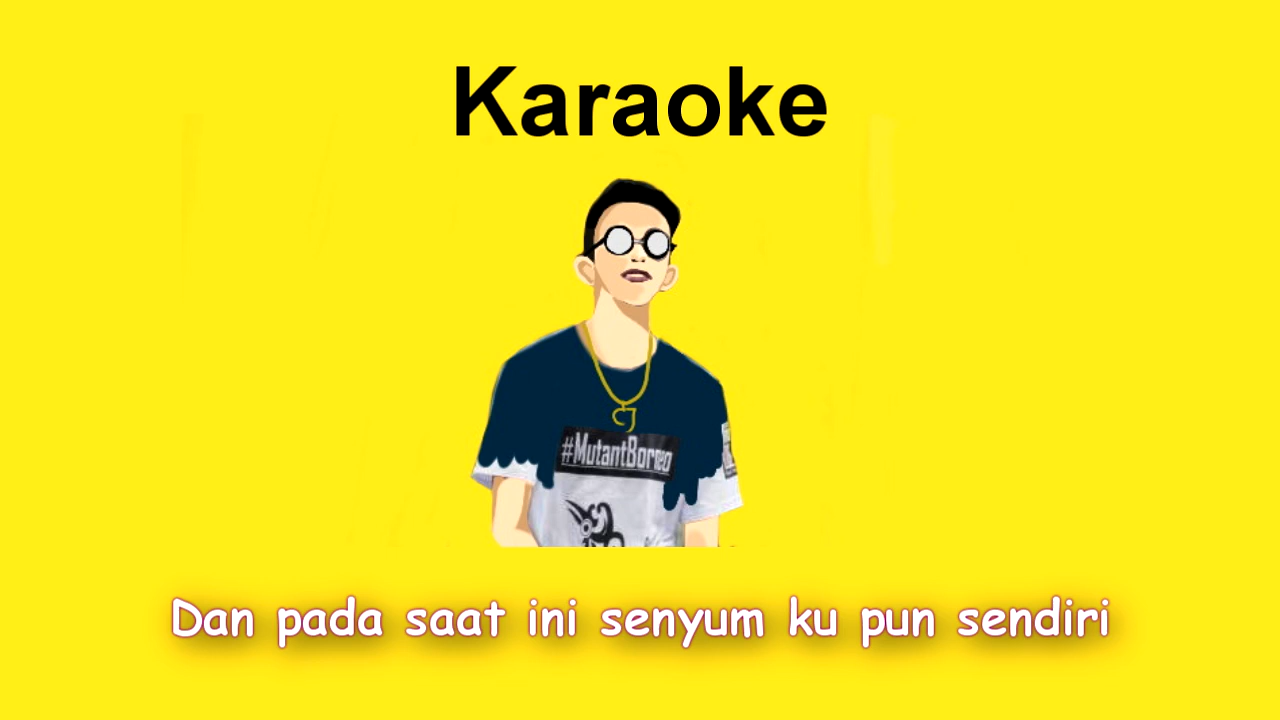 Karaoke
#MutantBorneo
Dan pada saat ini senyum ku pun sendiri